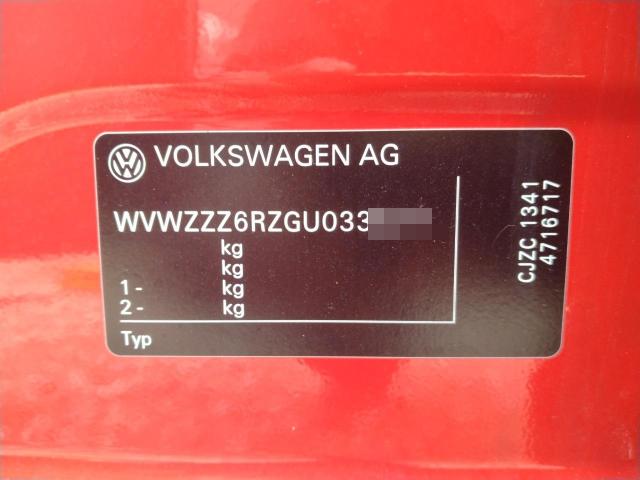 VOLKSWAGEN AG
WVWZZZ6RZGU033
kg
kg
1 - kg
2 - kg
Typ
CJZC 1341
4716717